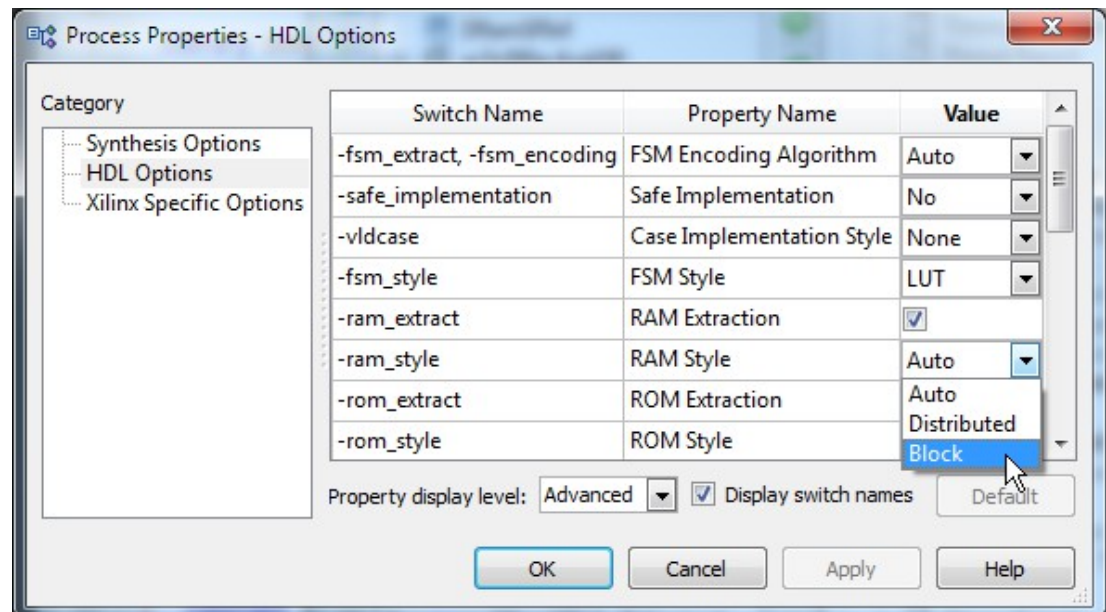 Process Properties - HDL Options
Category
Synthesis Options
HDL Options
Xilinx Specific Options
Switch Name Property Name Value
-fsm_extract, -fsm_encoding FSM Encoding Algorithm Auto
-safe_implementation Safe Implementation No
-vldcase Case Implementation Style None
-fsm_style FSM Style LUT
-ram_extract RAM Extraction
-ram_style RAM Style Auto
-rom_extract ROM Extraction
-rom_style ROM Style
Auto
Distributed
Block
Property display level: Advanced Display switch names Default
OK Cancel Apply Help